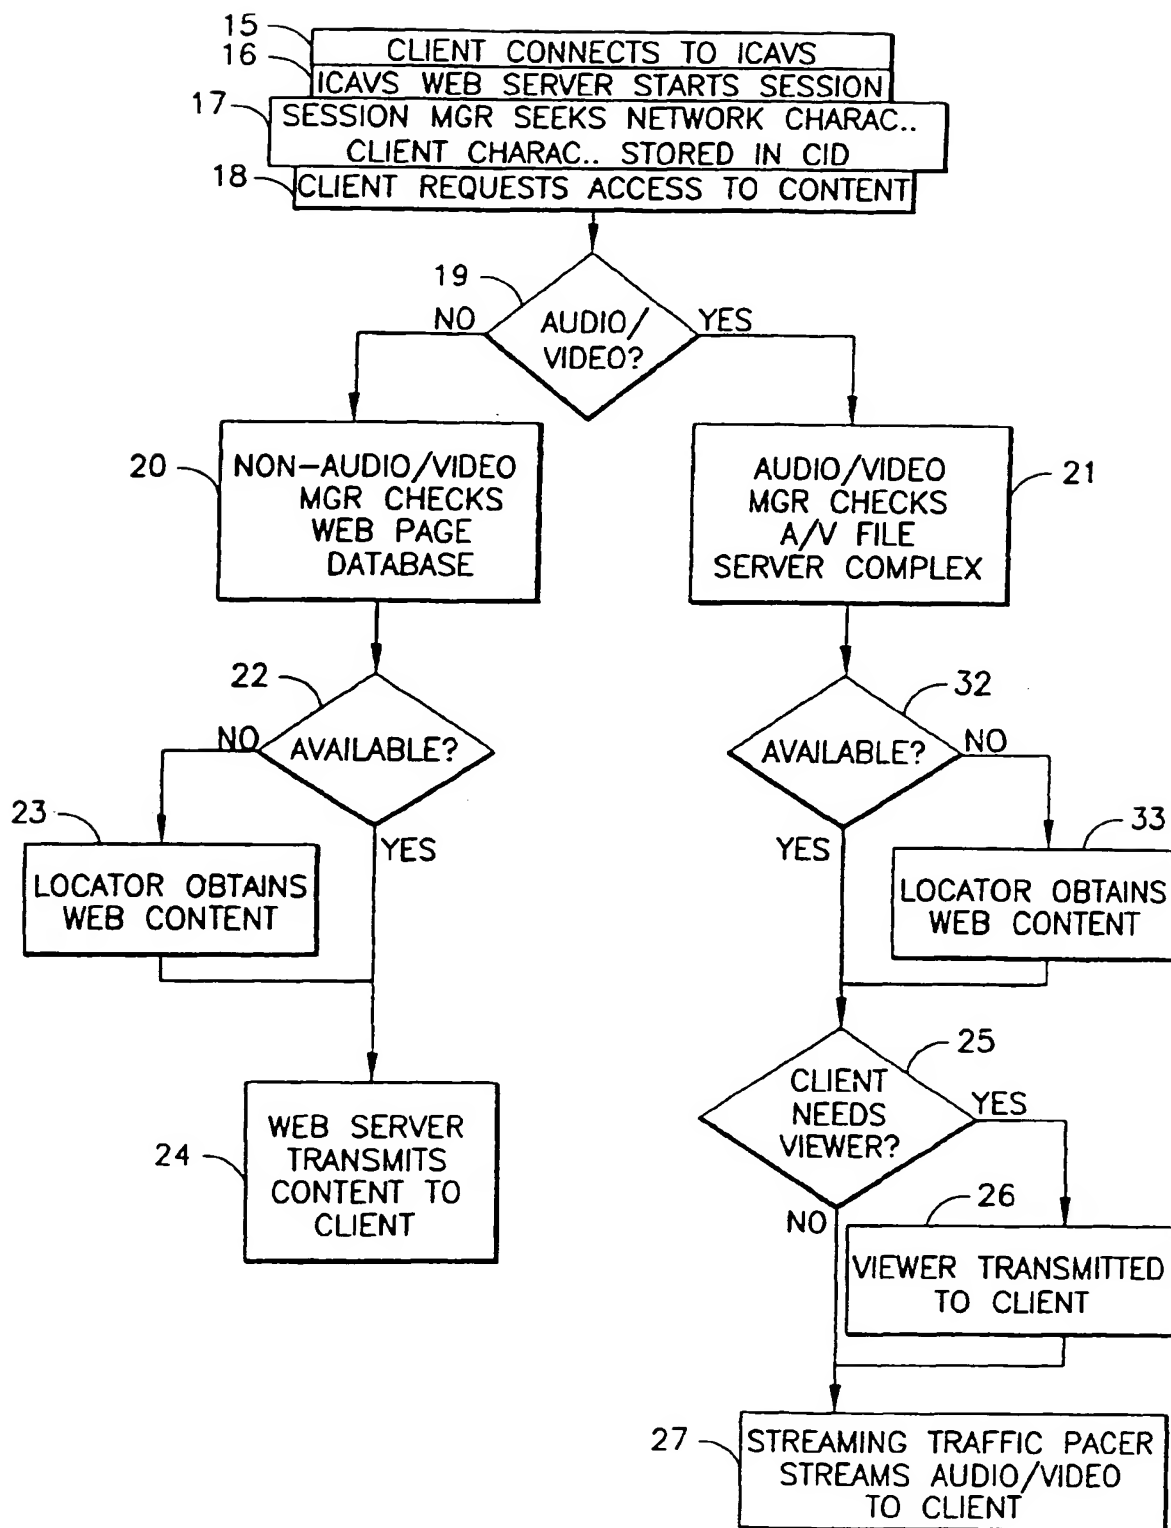 15
CLIENT CONNECTS TO ICAVS
16
ICAVS WEB SERVER STARTS SESSION
17
SESSION MGR SEEKS NETWORK CHARAC..
CLIENT CHARAC.. STORED IN CID
18
CLIENT REQUESTS ACCESS TO CONTENT
19
NO
AUDIO/
VIDEO?
YES
20
NON-AUDIO/VIDEO
MGR CHECKS
WEB PAGE
DATABASE
AUDIO/VIDEO
MGR CHECKS
A/V FILE
SERVER COMPLEX
21
22
NO
AVAILABLE?
YES
32
AVAILABLE?
NO
YES
23
LOCATOR OBTAINS
WEB CONTENT
33
LOCATOR OBTAINS
WEB CONTENT
24
WEB SERVER
TRANSMITS
CONTENT TO
CLIENT
25
CLIENT
NEEDS
VIEWER?
YES
NO
26
VIEWER TRANSMITTED
TO CLIENT
27
STREAMING TRAFFIC PACER
STREAMS AUDIO/VIDEO
TO CLIENT